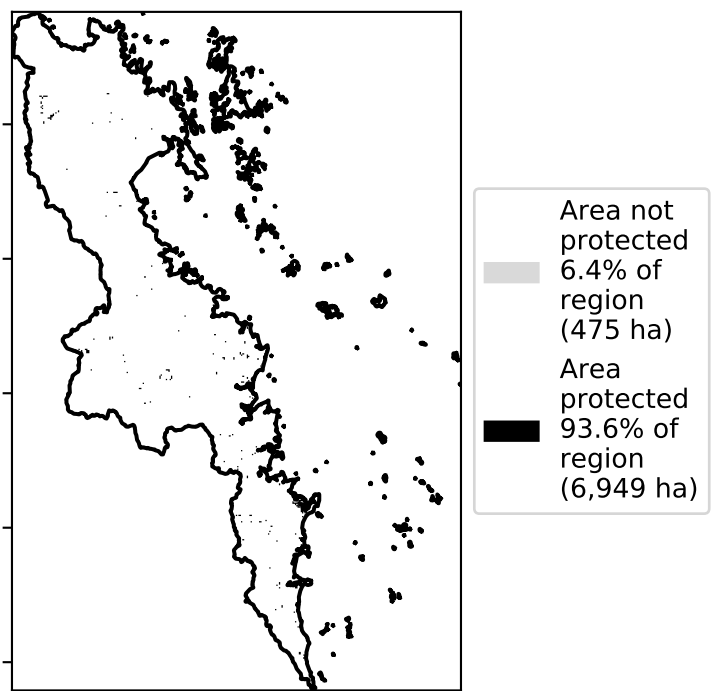 Area not
protected
6.4% of
region
(475 ha)
Area
protected
93.6% of
region
(6,949 ha)